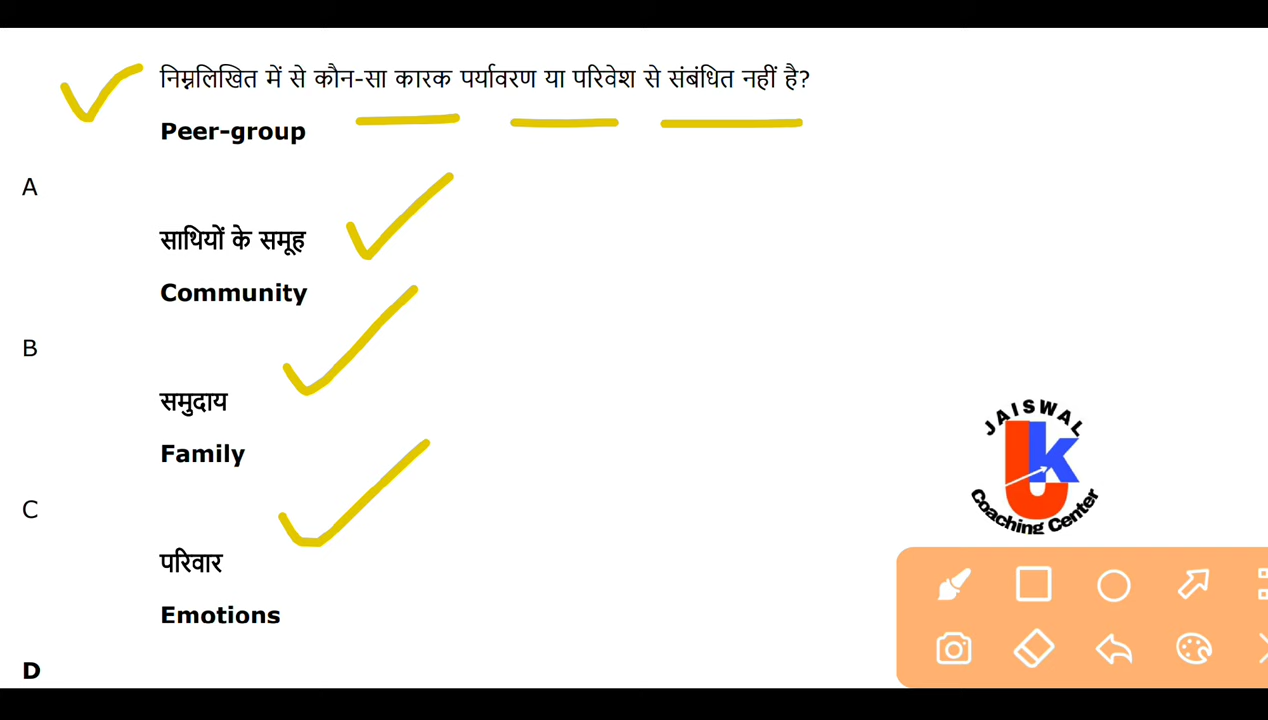 निम्नलिखित में से कौन-सा कारक पर्यावरण या परिवेश से संबंधित नहीं है?
Peer-group
A
साथियों के समूह
Community
B
समुदाय
Family
C
परिवार
Emotions
D
JAISWAL
JK
Coaching Center